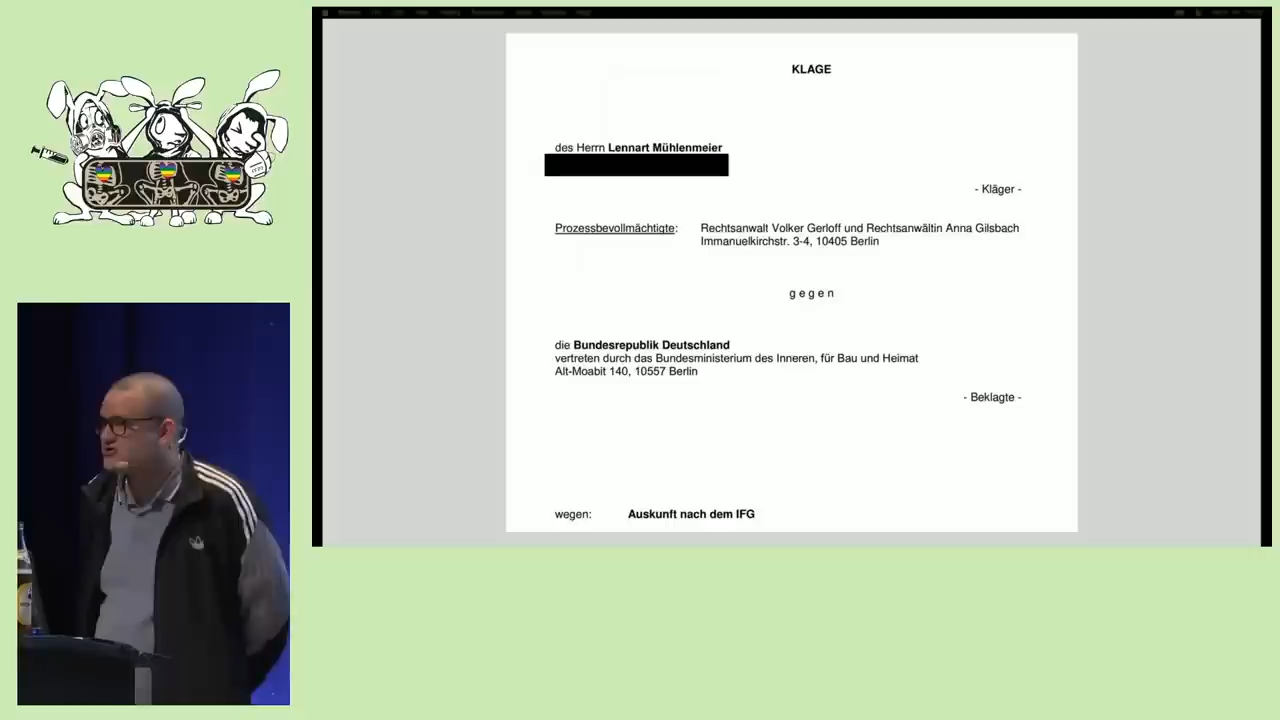 KLAGE
des Herrn Lennart Mühlenmeier
- Kläger -
Prozessbevollmächtigte: Rechtsanwalt Volker Gerloff und Rechtsanwältin Anna Gilsbach
Immanuelkirchstr. 3-4, 10405 Berlin
g e g e n
die Bundesrepublik Deutschland
vertreten durch das Bundesministerium des Inneren, für Bau und Heimat
Alt-Moabit 140, 10557 Berlin
- Beklagte -
wegen: Auskunft nach dem IFG